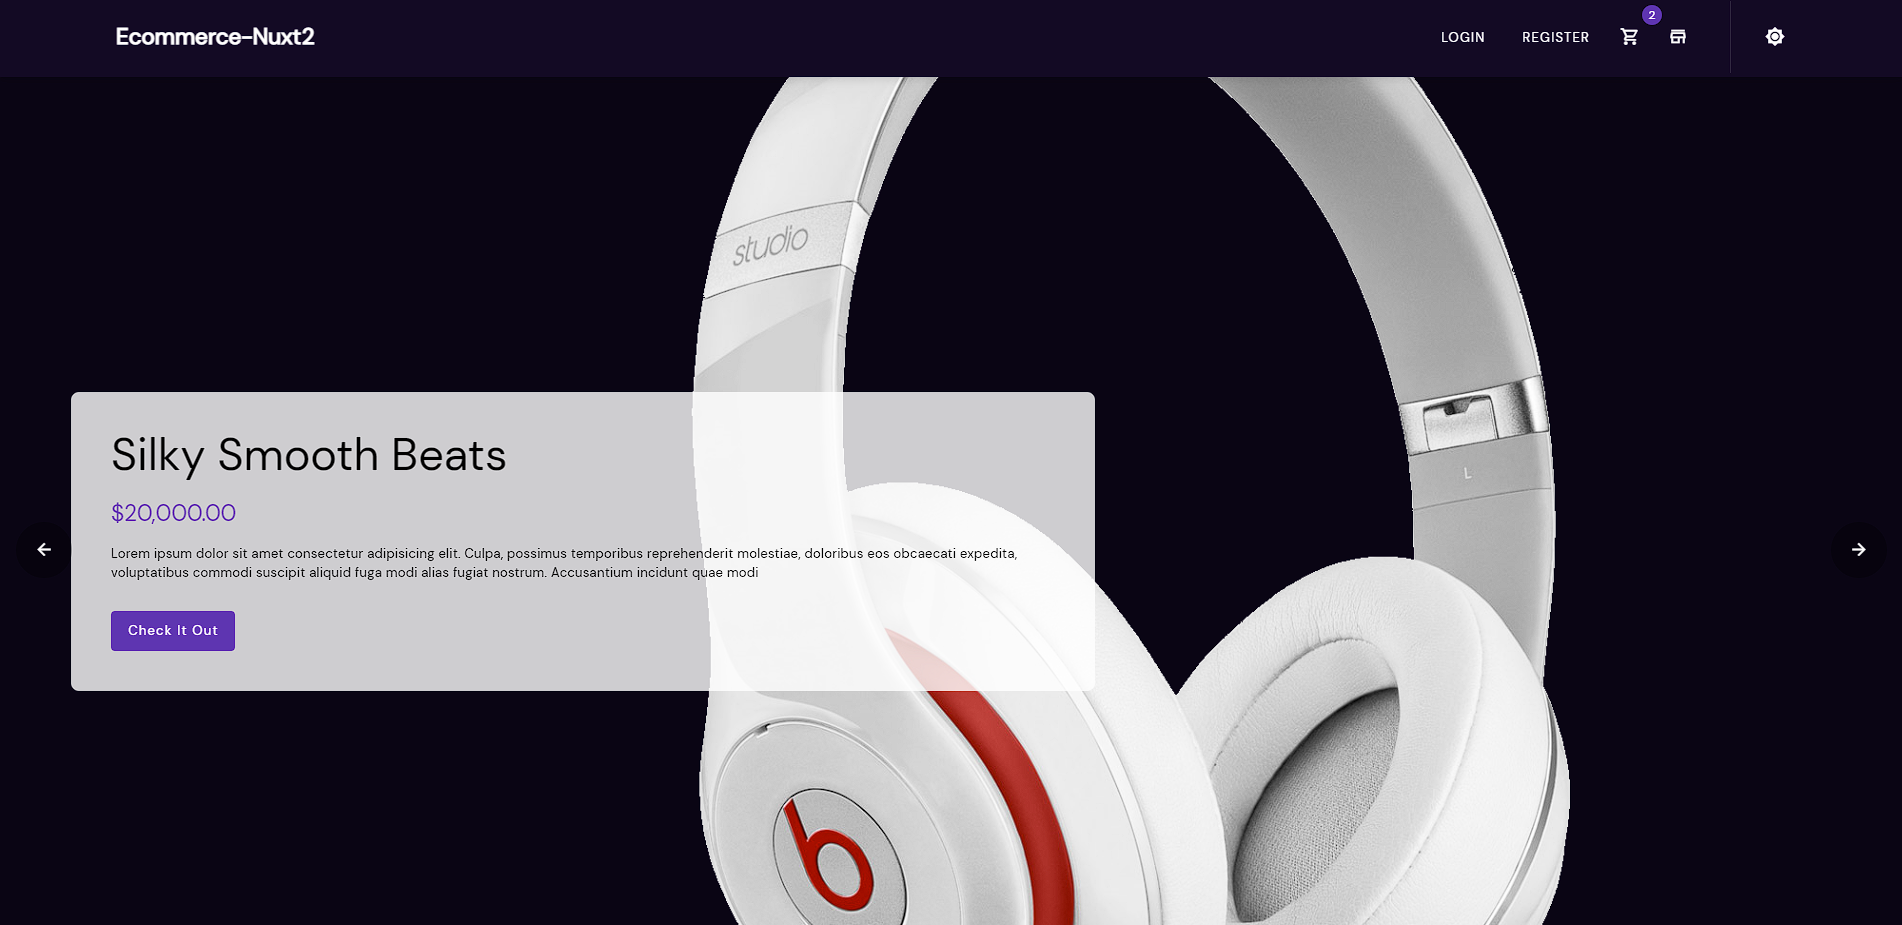 Ecommerce-Nuxt2
LOGIN
REGISTER
2
studio
L
Silky Smooth Beats
$20,000.00
Lorem ipsum dolor sit amet consectetur adipisicing elit. Culpa, possimus temporibus reprehenderit molestiae, doloribus eos obcaecati expedita,
voluptatibus commodi suscipit aliquid fuga modi alias fugiat nostrum. Accusantium incidunt quae modi
Check It Out
b